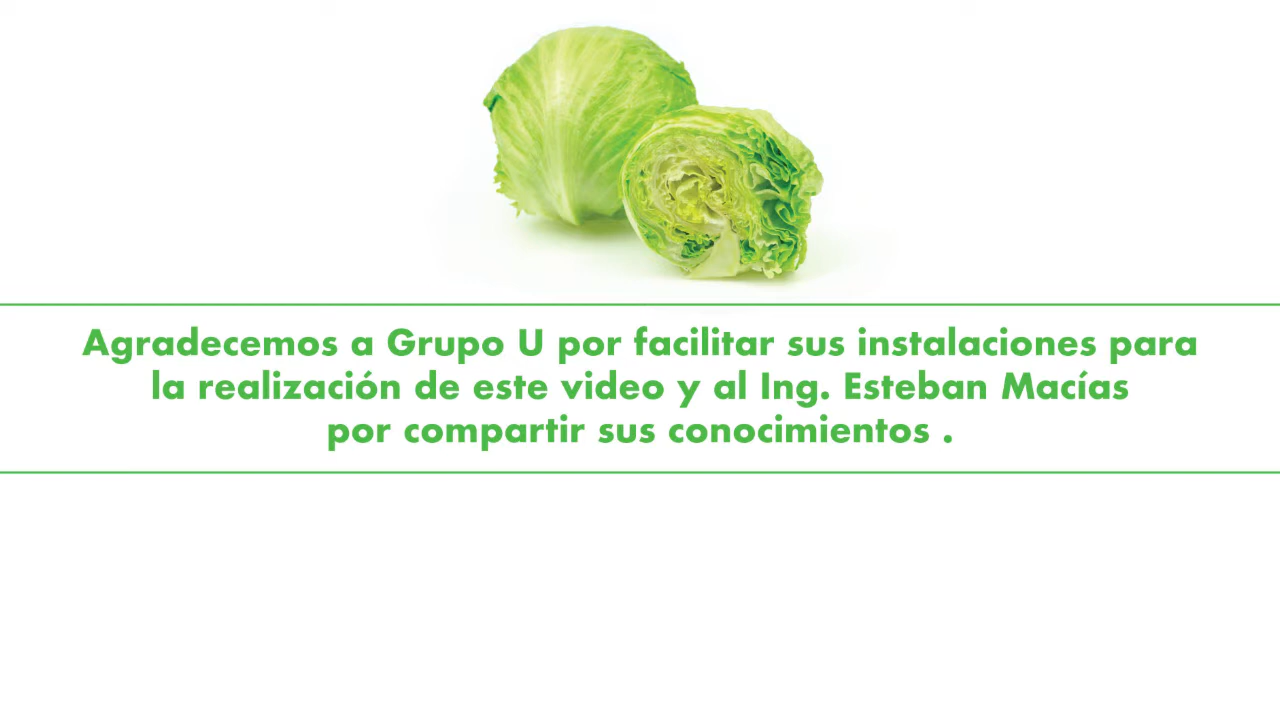 Agradecemos a Grupo U por facilitar sus instalaciones para
la realización de este video y al Ing. Esteban Macías
por compartir sus conocimientos .